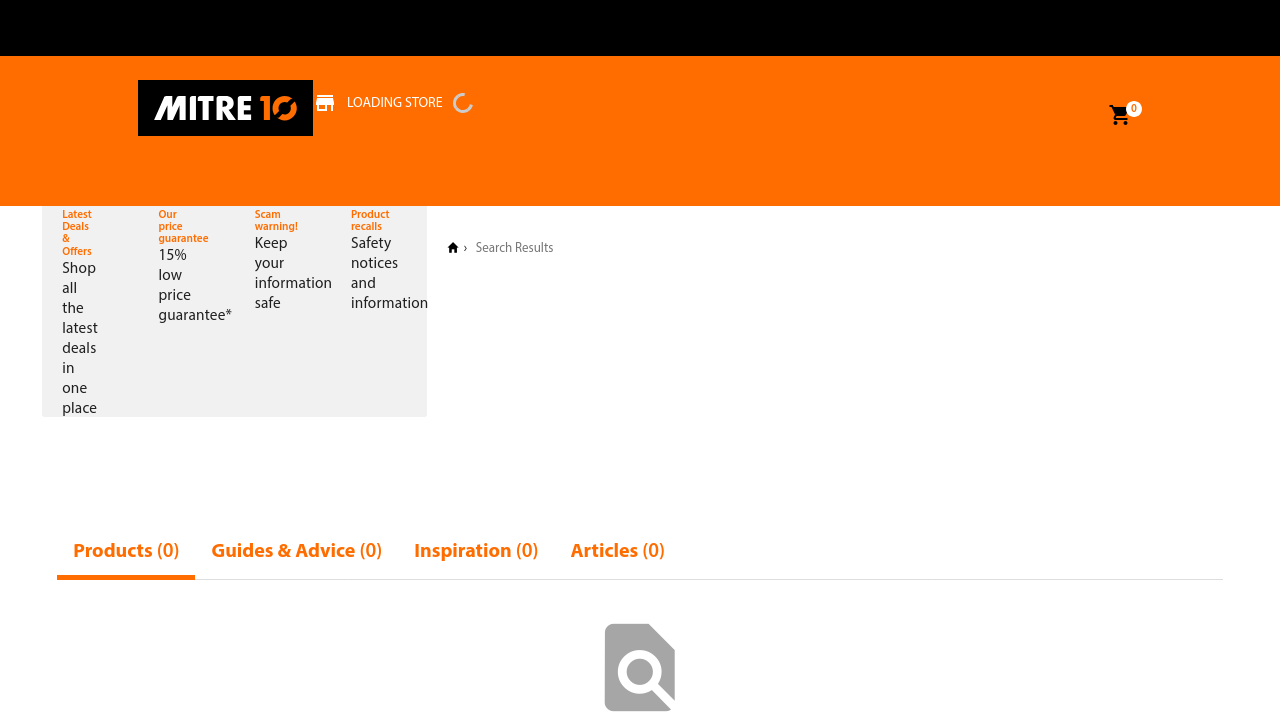 MITRE 10
LOADING STORE
0
Latest
Deals
&
Offers
Shop
all
the
latest
deals
in
one
place
Our
price
guarantee
15%
low
price
guarantee*
Scam
warning!
Keep
your
information
safe
Product
recalls
Safety
notices
and
information
› Search Results
Products (0)
Guides & Advice (0)
Inspiration (0)
Articles (0)